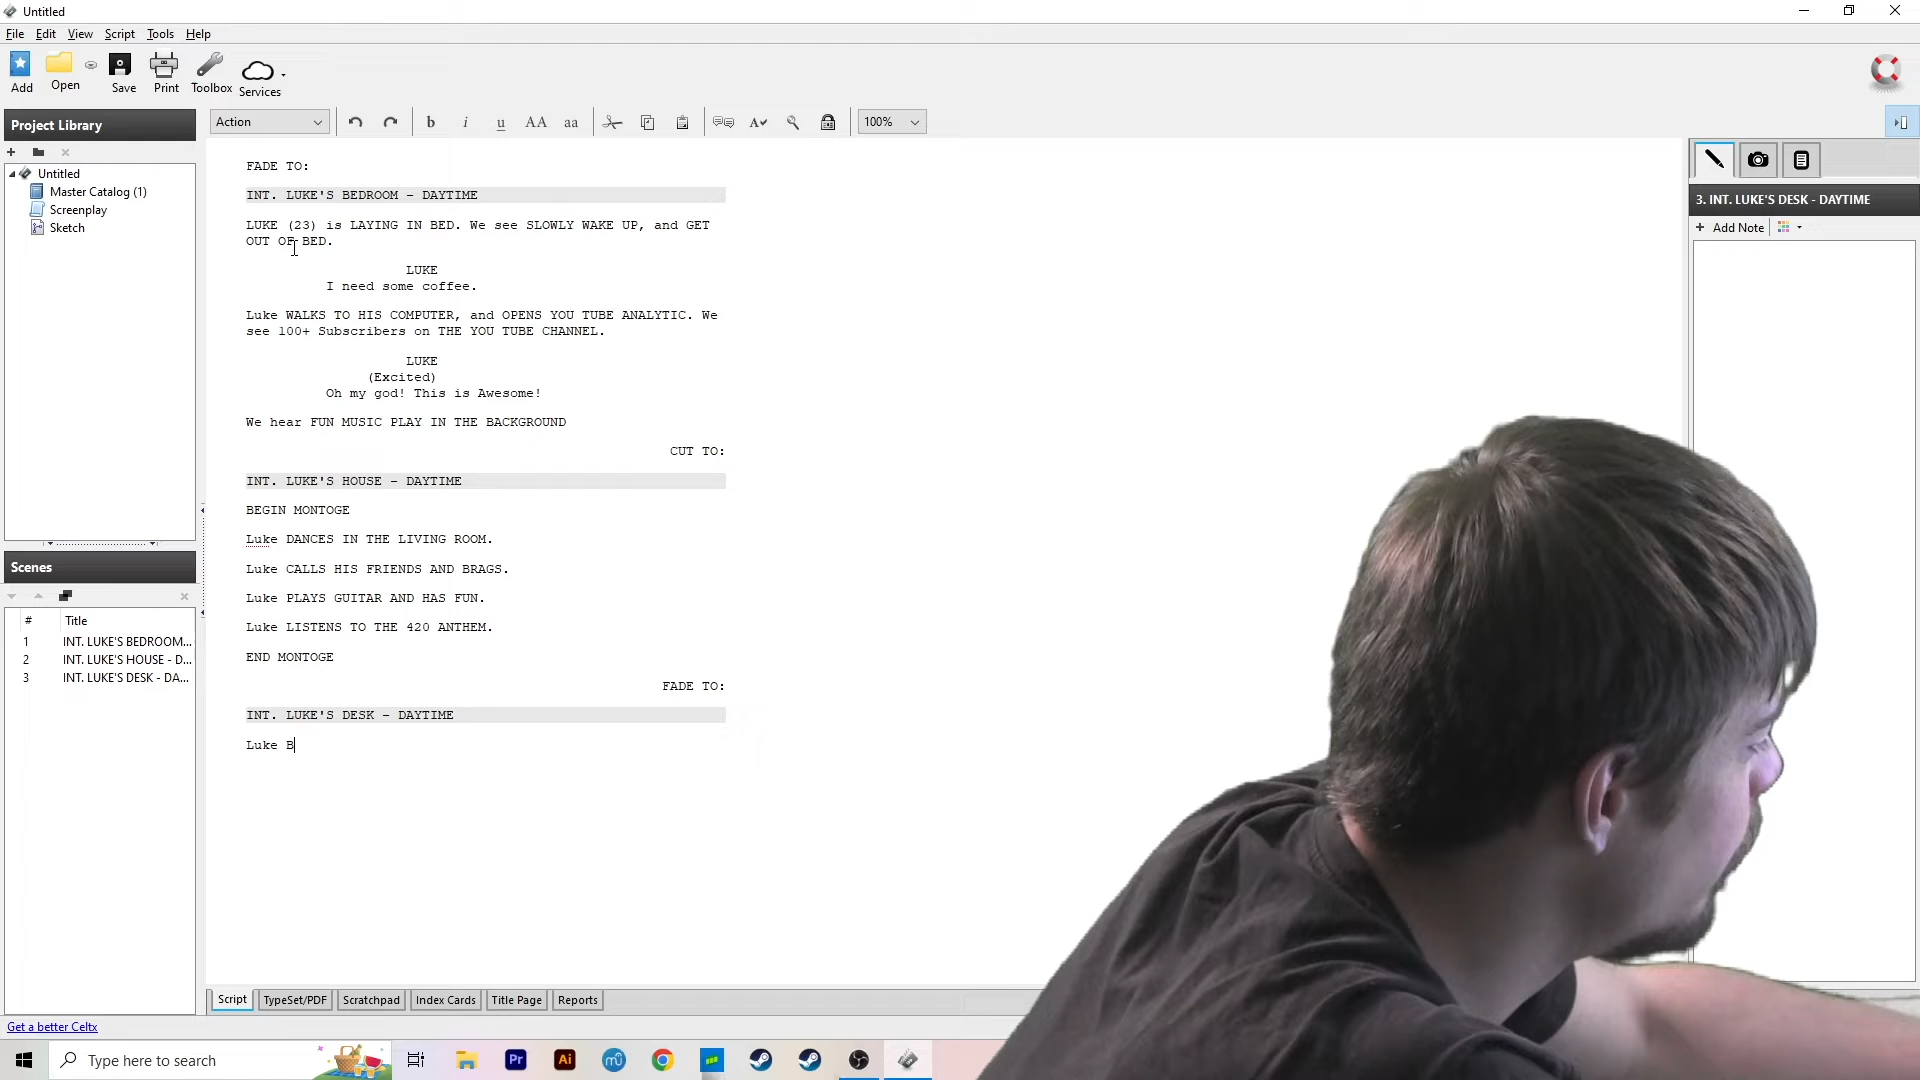 Untitled
File Edit View Script Tools Help
Add Open Save Print Toolbox Services
Project Library
Action
100%
Untitled
Master Catalog (1)
Screenplay
Sketch
FADE TO:
INT. LUKE'S BEDROOM - DAYTIME
LUKE (23) is LAYING IN BED. We see SLOWLY WAKE UP, and GET
OUT OF BED.
LUKE
I need some coffee.
Luke WALKS TO HIS COMPUTER, and OPENS YOU TUBE ANALYTIC. We
see 100+ Subscribers on THE YOU TUBE CHANNEL.
LUKE
(Excited)
Oh my god! This is Awesome!
We hear FUN MUSIC PLAY IN THE BACKGROUND
CUT TO:
INT. LUKE'S HOUSE - DAYTIME
BEGIN MONTOGE
Luke DANCES IN THE LIVING ROOM.
Luke CALLS HIS FRIENDS AND BRAGS.
Luke PLAYS GUITAR AND HAS FUN.
Luke LISTENS TO THE 420 ANTHEM.
END MONTOGE
FADE TO:
INT. LUKE'S DESK - DAYTIME
Luke B
3. INT. LUKE'S DESK - DAYTIME
+ Add Note
Scenes
# Title
1 INT. LUKE'S BEDROOM...
2 INT. LUKE'S HOUSE - D...
3 INT. LUKE'S DESK - DA...
Script TypeSet/PDF Scratchpad Index Cards Title Page Reports
Get a better Celtx
Type here to search
Pr Ai